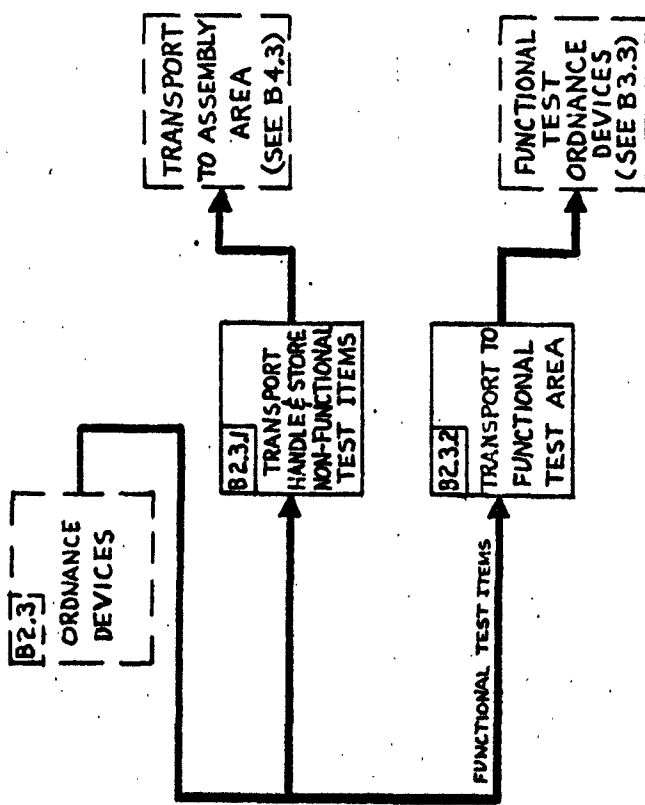 B2.3
ORDNANCE
DEVICES
B2.3.1
TRANSPORT
HANDLE & STORE
NON-FUNCTIONAL
TEST ITEMS
TRANSPORT
TO ASSEMBLY
AREA
(SEE B4.3)
FUNCTIONAL TEST ITEMS
B2.3.2
TRANSPORT TO
FUNCTIONAL
TEST AREA
FUNCTIONAL
TEST
ORDNANCE
DEVICES
(SEE B3.3)